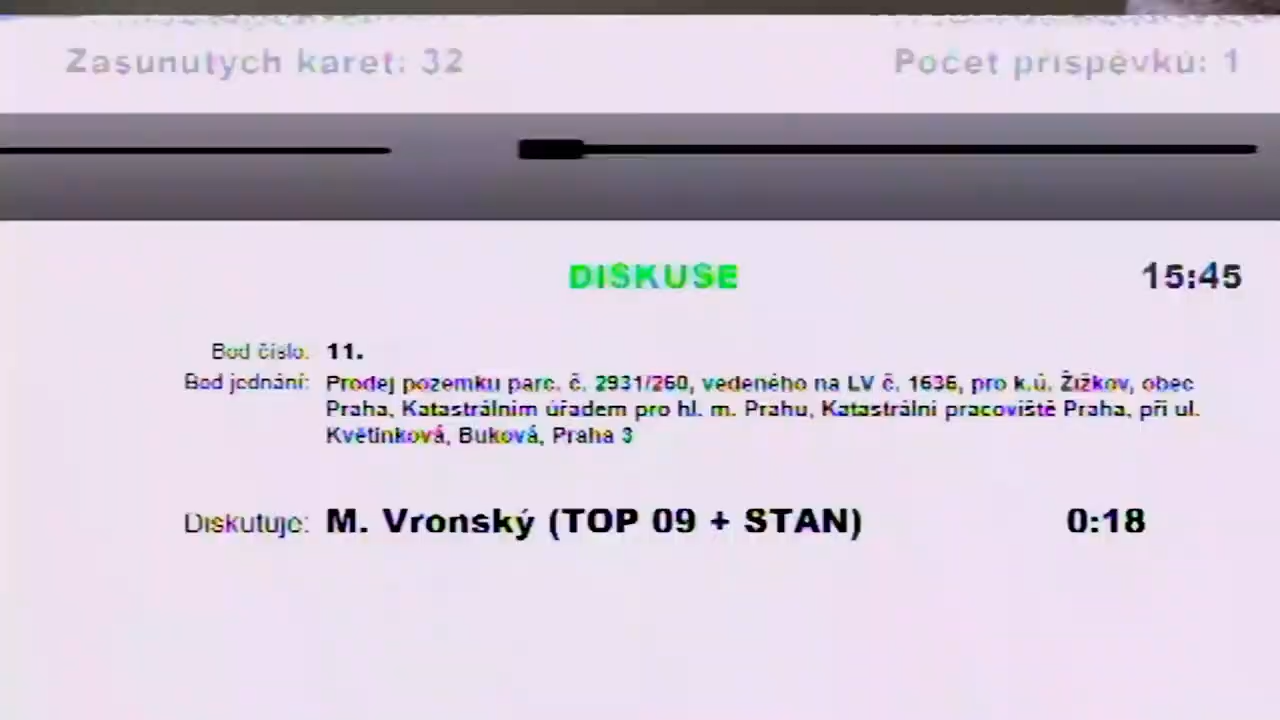 Zasunutých karet: 32
Počet příspěvků: 1
DISKUSE
15:45
Bod číslo: 11.
Bod jednání: Prodej pozemku parc. č. 2931/260, vedeného na LV č. 1636, pro k.ú. Žižkov, obec
Praha, Katastrálním úřadem pro hl. m. Prahu, Katastrální pracoviště Praha, při ul.
Květinková, Buková, Praha 3
Diskutuje: M. Vronský (TOP 09 + STAN) 0:18